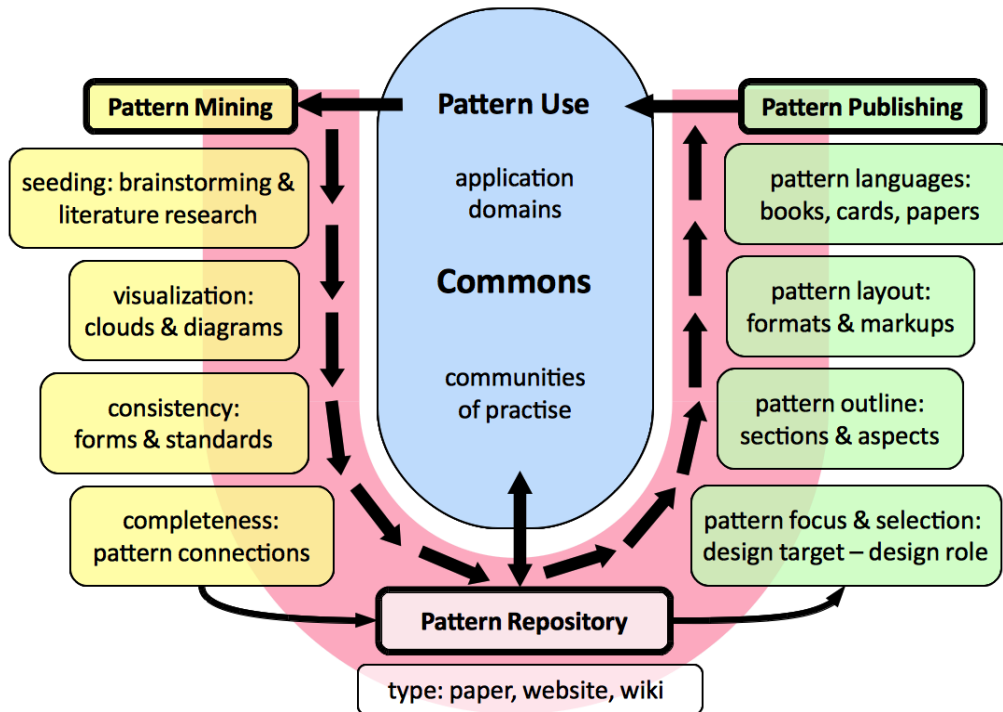 Pattern Mining
seeding: brainstorming &
literature research
visualization:
clouds & diagrams
consistency:
forms & standards
completeness:
pattern connections
Pattern Use
application
domains
Commons
communities
of practise
Pattern Repository
type: paper, website, wiki
Pattern Publishing
pattern languages:
books, cards, papers
pattern layout:
formats & markups
pattern outline:
sections & aspects
pattern focus & selection:
design target – design role